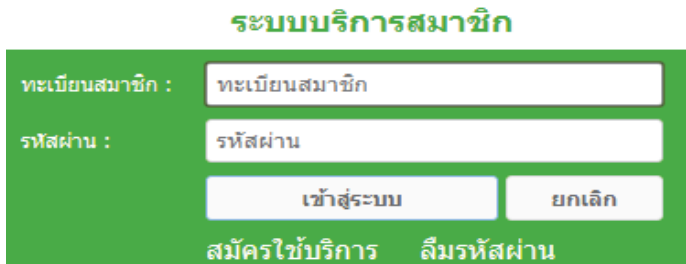 ระบบบริการสมาชิก
ทะเบียนสมาชิก : ทะเบียนสมาชิก
รหัสผ่าน : รหัสผ่าน
เข้าสู่ระบบ ยกเลิก
สมัครใช้บริการ ลืมรหัสผ่าน